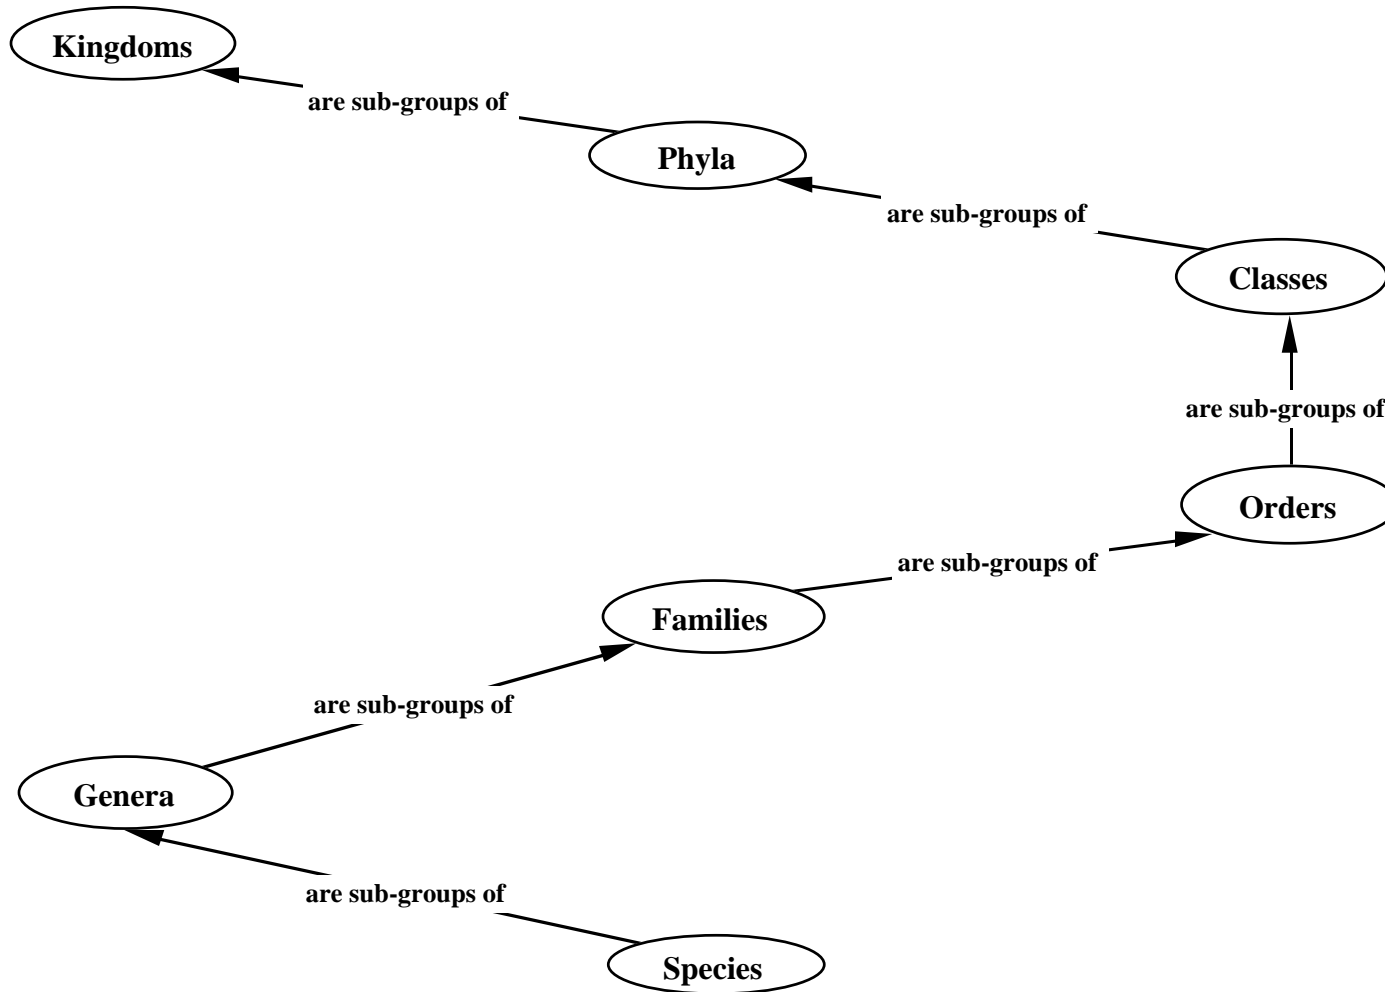 Kingdoms
are sub-groups of
Phyla
are sub-groups of
Classes
are sub-groups of
Orders
are sub-groups of
Families
are sub-groups of
Genera
are sub-groups of
Species